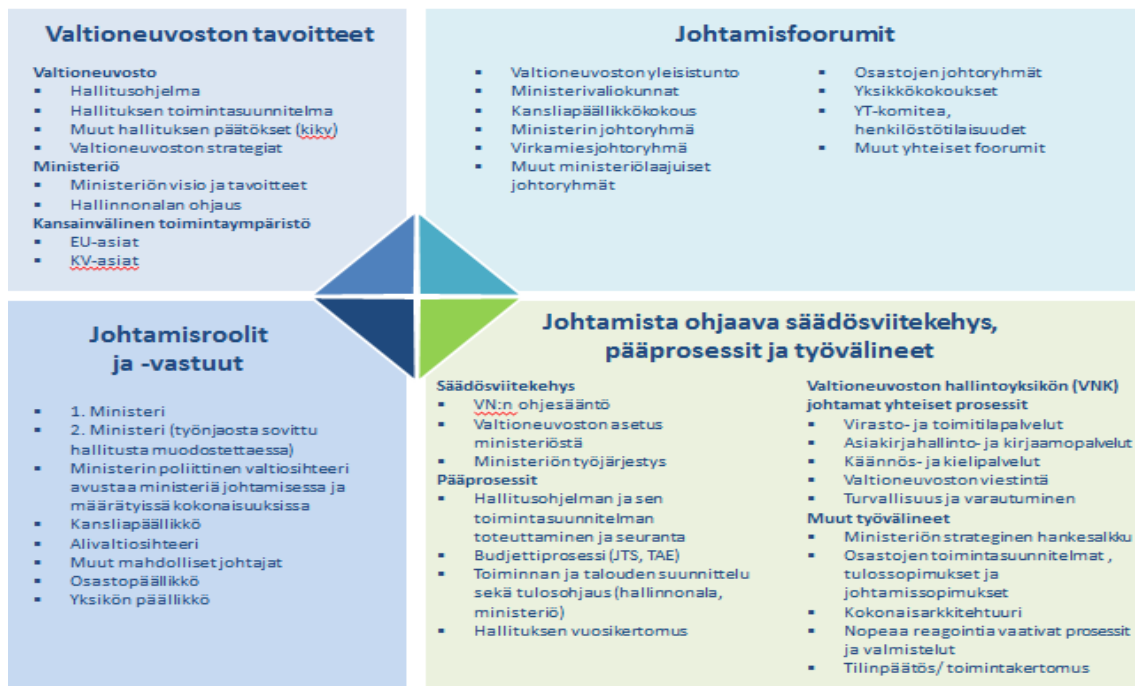 Valtioneuvoston tavoitteet
Valtioneuvosto
▪ Hallitusohjelma
▪ Hallituksen toimintasuunnitelma
▪ Muut hallituksen päätökset (kikv)
▪ Valtioneuvoston strategiat
Ministeriö
▪ Ministeriön visio ja tavoitteet
▪ Hallinnonalan ohjaus
Kansainvälinen toimintaympäristö
▪ EU-asiat
▪ KV-asiat
Johtamisfoorumit
▪ Valtioneuvoston yleisistunto
▪ Ministerivaliokunnat
▪ Kansliapäällikkökokous
▪ Ministerin johtoryhmä
▪ Virkamiesjohtoryhmä
▪ Muut ministeriölaajuiset
johtoryhmät
▪ Osastojen johtoryhmät
▪ Yksikkökokoukset
▪ YT-komitea,
henkilöstötilaisuudet
▪ Muut yhteiset foorumit
Johtamisroolit
ja -vastuut
▪ 1. Ministeri
▪ 2. Ministeri (työnjaosta sovittu
hallitusta muodostettaessa)
▪ Ministerin poliittinen valtiosihteeri
avustaa ministeriä johtamisessa ja
määrätyissä kokonaisuuksissa
▪ Kansliapäällikkö
▪ Alivaltiosihteeri
▪ Muut mahdolliset johtajat
▪ Osastopäällikkö
▪ Yksikön päällikkö
Johtamista ohjaava säädösviitekehys,
pääprosessit ja työvälineet
Säädösviitekehys
▪ VN:n ohjesääntö
▪ Valtioneuvoston asetus
ministeriöstä
▪ Ministeriön työjärjestys
Pääprosessit
▪ Hallitusohjelman ja sen
toimintasuunnitelman
toteuttaminen ja seuranta
▪ Budjettiprosessi (JTS, TAE)
▪ Toiminnan ja talouden suunnittelu
sekä tulosohjaus (hallinnonala,
ministeriö)
▪ Hallituksen vuosikertomus
Valtioneuvoston hallintoyksikön (VNK)
johtamat yhteiset prosessit
▪ Virasto- ja toimitilapalvelut
▪ Asiakirjahallinto- ja kirjaamopalvelut
▪ Käännös- ja kielipalvelut
▪ Valtioneuvoston viestintä
▪ Turvallisuus ja varautuminen
Muut työvälineet
▪ Ministeriön strateginen hankesalkku
▪ Osastojen toimintasuunnitelmat ,
tulossopimukset ja
johtamissopimukset
▪ Kokonaisarkkitehtuuri
▪ Nopeaa reagointia vaativat prosessit
ja valmistelut
▪ Tilinpäätös/ toimintakertomus